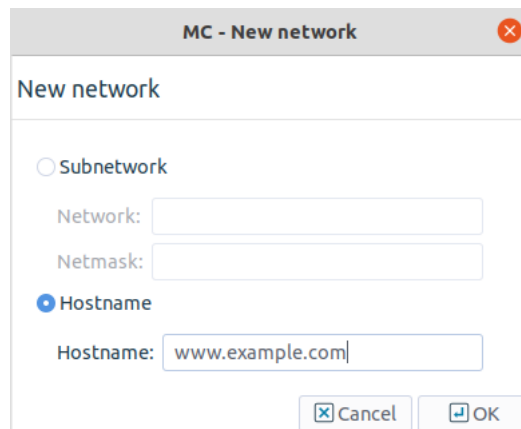 MC - New network
New network
Subnetwork
Network:
Netmask:
Hostname
Hostname: www.example.com
Cancel OK